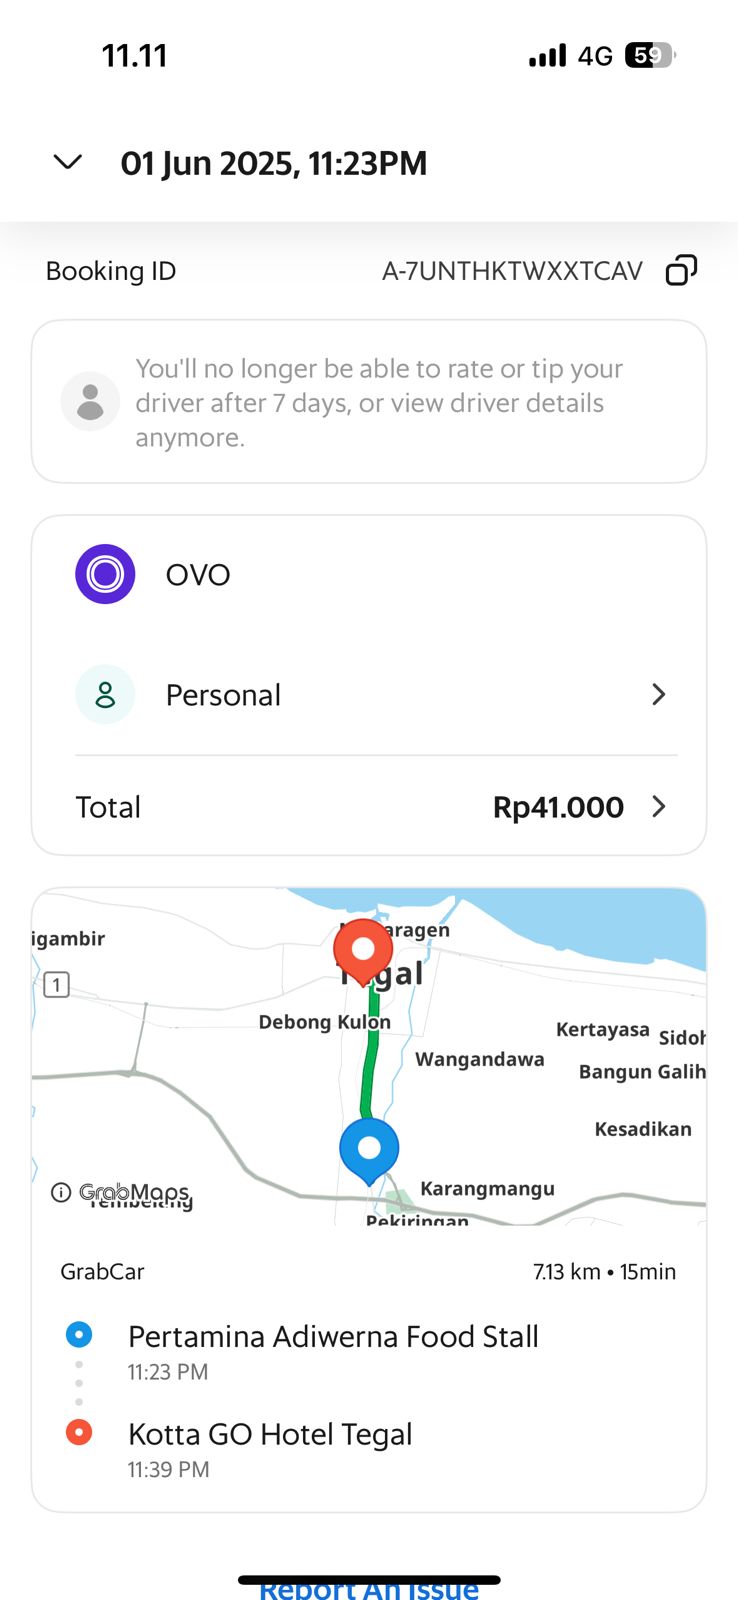 11.11
4G 59
01 Jun 2025, 11:23PM
Booking ID A-7UNTHKTWXXTCAV
You'll no longer be able to rate or tip your
driver after 7 days, or view driver details
anymore.
OVO
Personal
Total Rp41.000
igambir
aragen
1
Tegal
Debong Kulon
Kertayasa
Sidoh
Wangandawa
Bangun Galih
Kesadikan
GrabMaps
Karangmangu
Pekiringan
GrabCar 7.13 km • 15min
Pertamina Adiwerna Food Stall
11:23 PM
Kotta GO Hotel Tegal
11:39 PM
Report An Issue